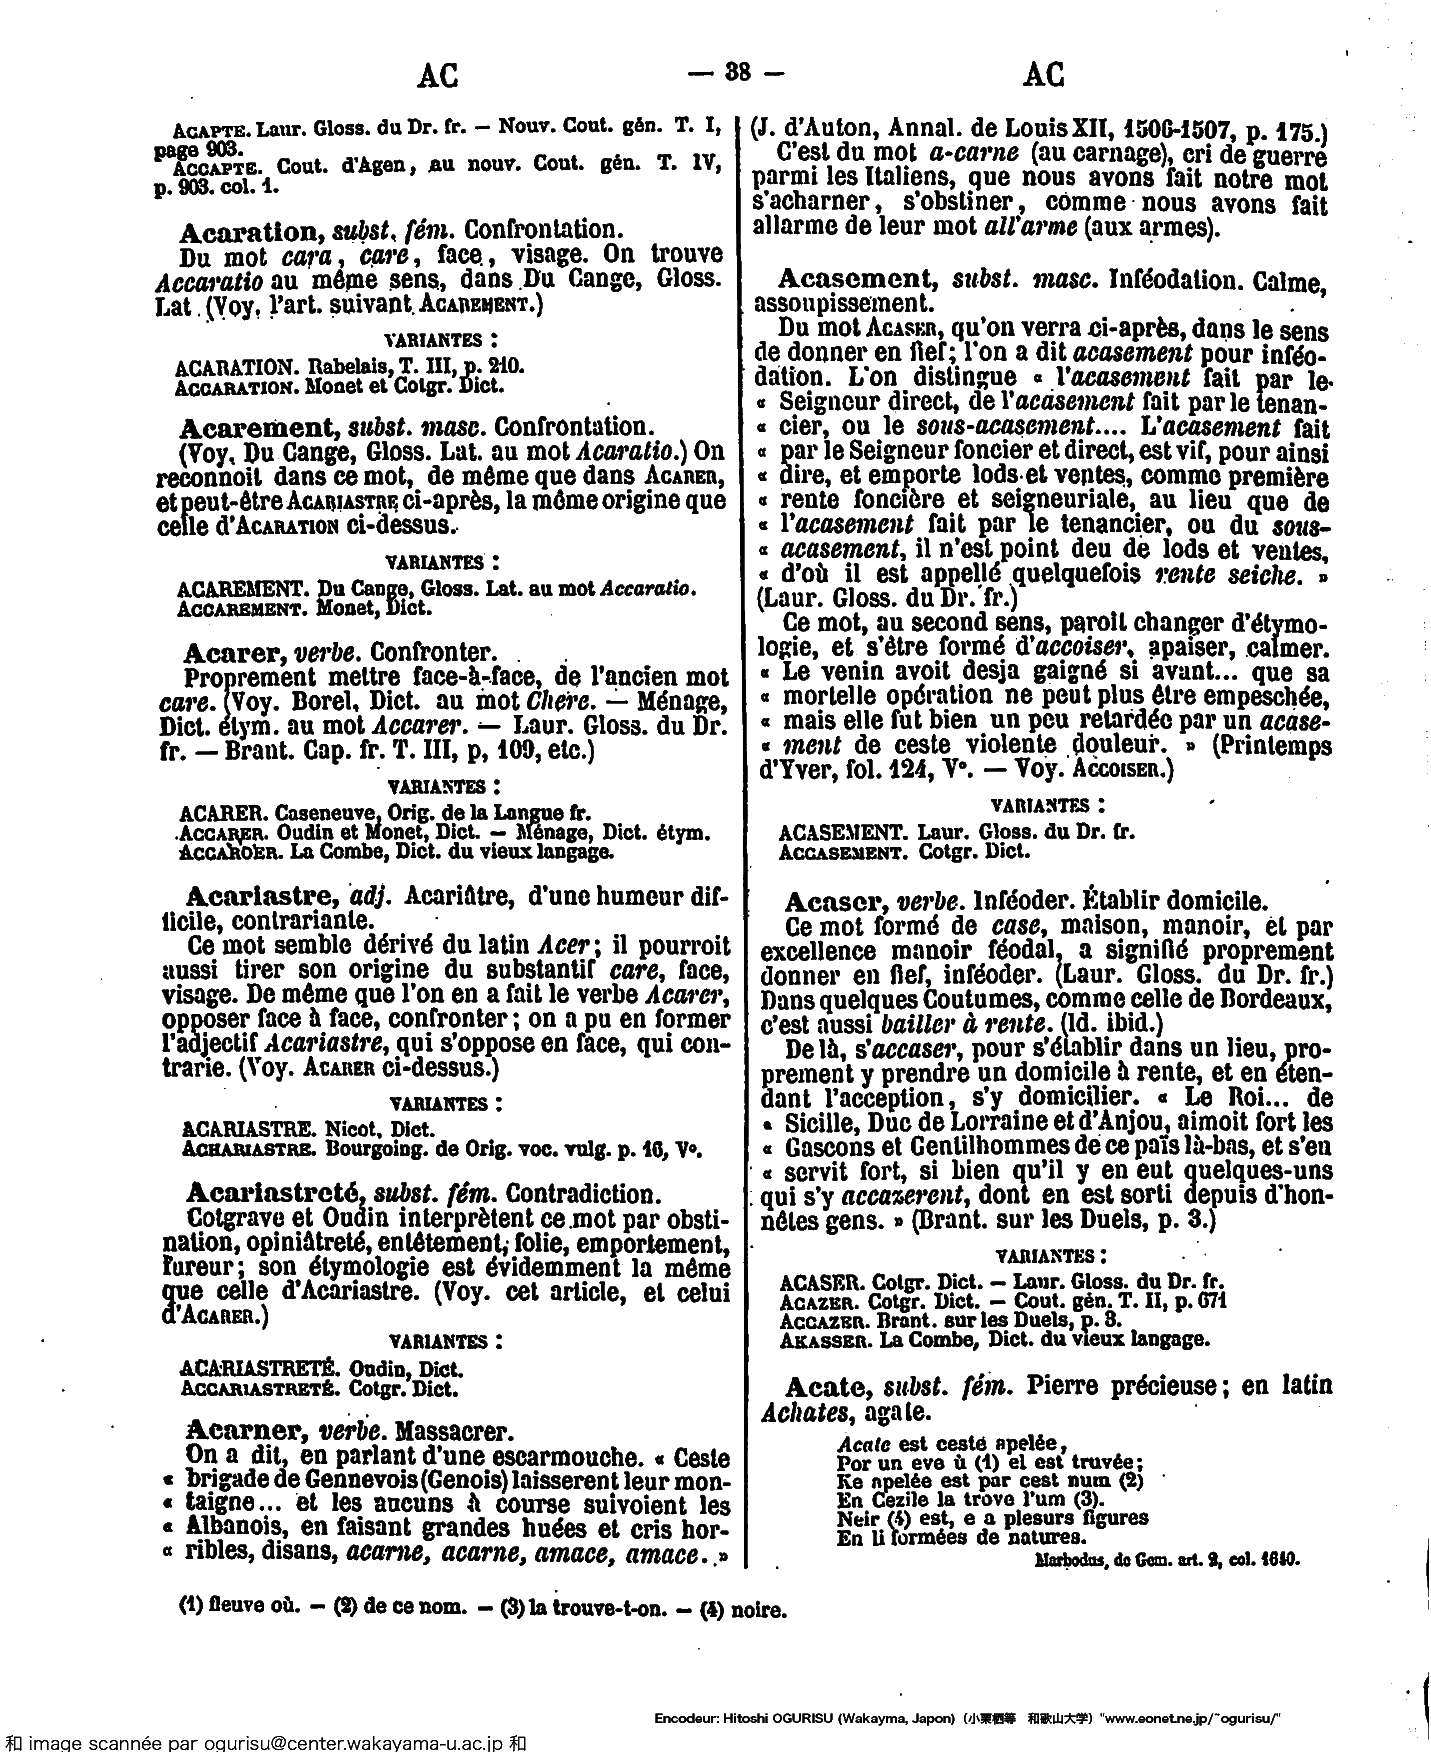 AC — 38 — AC
ACAPTE. Laur. Gloss. du Dr. fr. — Nouv. Cout. gén. T. I,
page 903.
ACCAPTE. Cout. d'Agen, au nouv. Cout. gén. T. IV,
p. 903. col. 1.
Acaration, subst. fém. Confrontation.
Du mot cara, care, face, visage. On trouve
Accaratio au même sens, dans Du Cange, Gloss.
Lat. (Voy. l'art. suivant ACAREMENT.)
VARIANTES :
ACARATION. Rabelais, T. III, p. 210.
ACCARATION. Monet et Cotgr. Dict.
Acarement, subst. masc. Confrontation.
(Voy. Du Cange, Gloss. Lat. au mot Acaratio.) On
reconnoit dans ce mot, de même que dans ACARER,
et peut-être ACARIASTRE ci-après, la même origine que
celle d'ACARATION ci-dessus.
VARIANTES :
ACAREMENT. Du Cange, Gloss. Lat. au mot Accaratio.
ACCAREMENT. Monet, Dict.
Acarer, verbe. Confronter.
Proprement mettre face-à-face, de l'ancien mot
care. (Voy. Borel, Dict. au mot Chere. — Ménage,
Dict. étym. au mot Accarer. — Laur. Gloss. du Dr.
fr. — Brant. Cap. fr. T. III, p, 109, etc.)
VARIANTES :
ACARER. Caseneuve, Orig. de la Langue fr.
ACCARER. Oudin et Monet, Dict. — Ménage, Dict. étym.
ACCARDER. La Combe, Dict. du vieux langage.
Acariastre, adj. Acariâtre, d'une humeur dif-
ficile, contrariante.
Ce mot semble dérivé du latin Acer; il pourroit
aussi tirer son origine du substantif care, face,
visage. De même que l'on en a fait le verbe Acarer,
opposer face à face, confronter; on a pu en former
l'adjectif Acariastre, qui s'oppose en face, qui con-
trarie. (Voy. ACARER ci-dessus.)
VARIANTES :
ACARIASTRE. Nicot, Dict.
ACHARIASTRE. Bourgoing. de Orig. voc. vulg. p. 16, V°.
Acariastreté, subst. fém. Contradiction.
Cotgrave et Oudin interprètent ce mot par obsti-
nation, opiniâtreté, entêtement, folie, emportement,
fureur; son étymologie est évidemment la même
que celle d'Acariastre. (Voy. cet article, et celui
d'ACARER.)
VARIANTES :
ACARIASTRETÉ. Oudin, Dict.
ACCARIASTRETÉ. Cotgr. Dict.
Acarner, verbe. Massacrer.
On a dit, en parlant d'une escarmouche. « Ceste
« brigade de Gennevois (Genois) laisserent leur mon-
« taigne... et les aucuns à course suivoient les
« Albanois, en faisant grandes huées et cris hor-
« ribles, disans, acarne, acarne, amace, amace. »
(J. d'Auton, Annal. de Louis XII, 1506-1507, p. 175.)
C'est du mot a-carne (au carnage), cri de guerre
parmi les Italiens, que nous avons fait notre mot
s'acharner, s'obstiner, comme nous avons fait
allarme de leur mot all'arme (aux armes).
Acasement, subst. masc. Inféodation. Calme,
assoupissement.
Du mot ACASER, qu'on verra ci-après, dans le sens
de donner en fief; l'on a dit acasement pour inféo-
dation. L'on distingue « l'acasement fait par le
« Seigneur direct, de l'acasement fait par le tenan-
« cier, ou le sous-acasement.... L'acasement fait
« par le Seigneur foncier et direct, est vif, pour ainsi
« dire, et emporte lods et ventes, comme première
« rente foncière et seigneuriale, au lieu que de
« l'acasement fait par le tenancier, ou du sous-
« acasement, il n'est point deu de lods et ventes,
« d'où il est appellé quelquefois rente seiche. »
(Laur. Gloss. du Dr. fr.)
Ce mot, au second sens, paroit changer d'étymo-
logie, et s'être formé d'accoiser, apaiser, calmer.
« Le venin avoit desja gaigné si avant... que sa
« mortelle opération ne peut plus être empeschée,
« mais elle fut bien un peu retardée par un acase-
« ment de ceste violente douleur. » (Printemps
d'Yver, fol. 124, V°. — Voy. ACCOISER.)
VARIANTES :
ACASEMENT. Laur. Gloss. du Dr. fr.
ACCASEMENT. Cotgr. Dict.
Acaser, verbe. Inféoder. Établir domicile.
Ce mot formé de case, maison, manoir, et par
excellence manoir féodal, a signifié proprement
donner en fief, inféoder. (Laur. Gloss. du Dr. fr.)
Dans quelques Coutumes, comme celle de Bordeaux,
c'est aussi bailler à rente. (Id. ibid.)
De là, s'accaser, pour s'établir dans un lieu, pro-
prement y prendre un domicile à rente, et en éten-
dant l'acception, s'y domicilier. « Le Roi... de
« Sicille, Duc de Lorraine et d'Anjou, aimoit fort les
« Gascons et Gentilhommes de ce païs là-bas, et s'en
« servit fort, si bien qu'il y en eut quelques-uns
qui s'y accazerent, dont en est sorti depuis d'hon-
nêtes gens. » (Brant. sur les Duels, p. 3.)
VARIANTES :
ACASER. Cotgr. Dict. — Laur. Gloss. du Dr. fr.
ACAZER. Cotgr. Dict. — Cout. gén. T. II, p. 671
ACCAZER. Brant. sur les Duels, p. 3.
AKASSER. La Combe, Dict. du vieux langage.
Acate, subst. fém. Pierre précieuse; en latin
Achates, agate.
Acate est cesté apelée,
Por un eve ù (1) el est truvée;
Ke apelée est par cest num (2)
En Cezile la trove l'um (3).
Neir (4) est, e a plesurs figures
En li formées de natures.
Marbodus, de Gem. art. 2, col. 1640.
(1) fleuve où. — (2) de ce nom. — (3) la trouve-t-on. — (4) noire.
Encodeur: Hitoshi OGURISU (Wakayma, Japon) (小栗栖等 和歌山大学) "www.eonet.ne.jp/~ogurisu/"
和 image scannée par ogurisu@center.wakayama-u.ac.jp 和